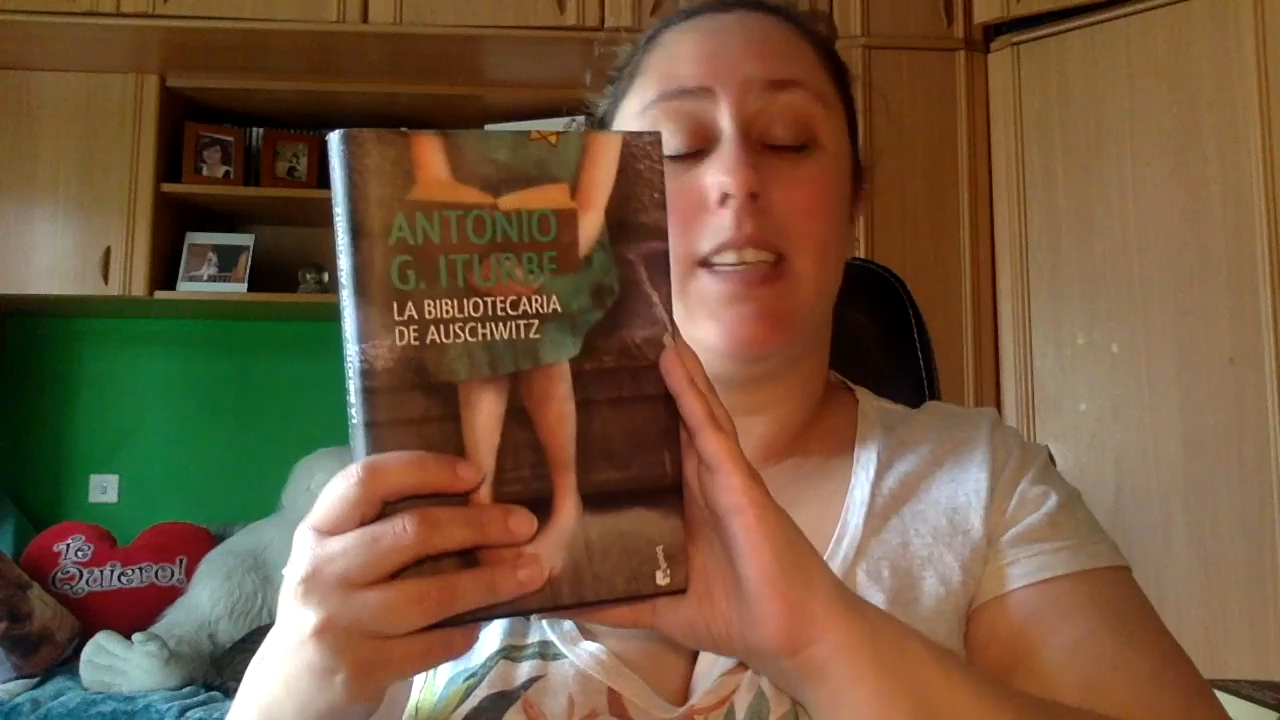 ANTONIO
G. ITURBE
LA BIBLIOTECARIA
DE AUSCHWITZ
Te
Quiero!